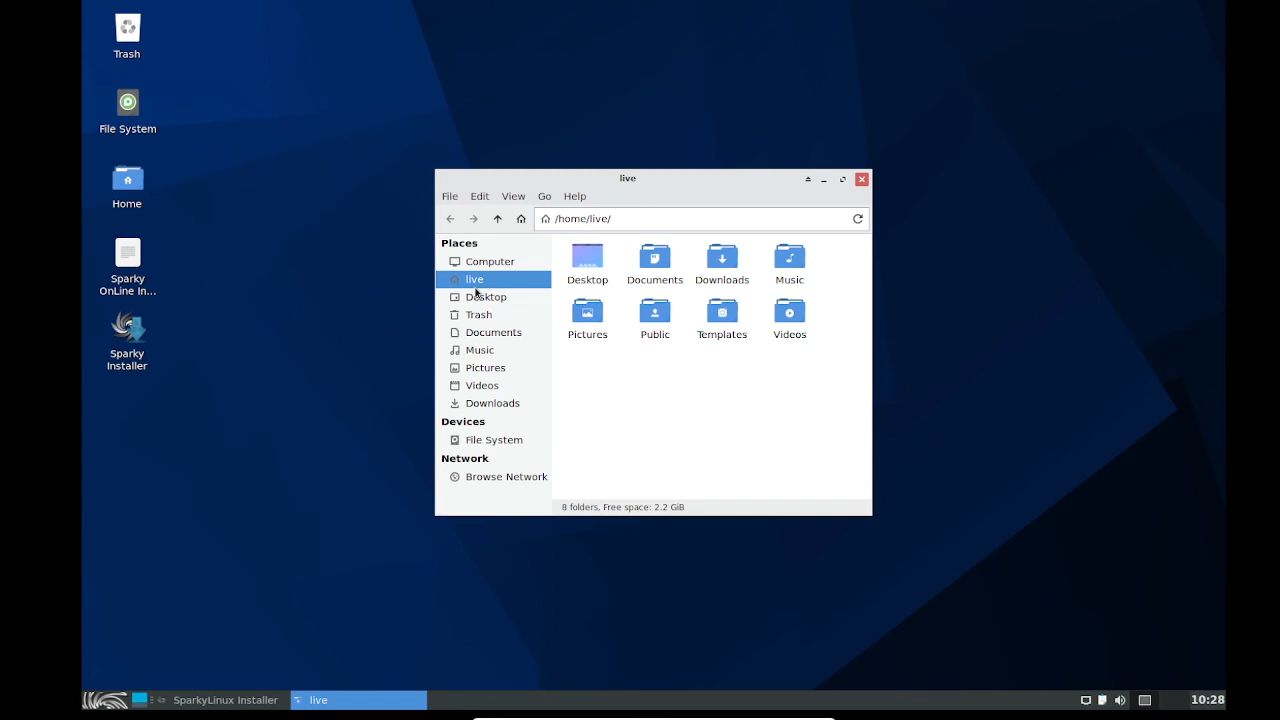 Trash
File System
Home
Sparky
OnLine In...
Sparky
Installer
live
File Edit View Go Help
/home/live/
Places
Computer
live
Desktop
Trash
Documents
Music
Pictures
Videos
Downloads
Devices
File System
Network
Browse Network
Desktop Documents Downloads Music
Pictures Public Templates Videos
8 folders, Free space: 2.2 GiB
SparkyLinux Installer
live
10:28